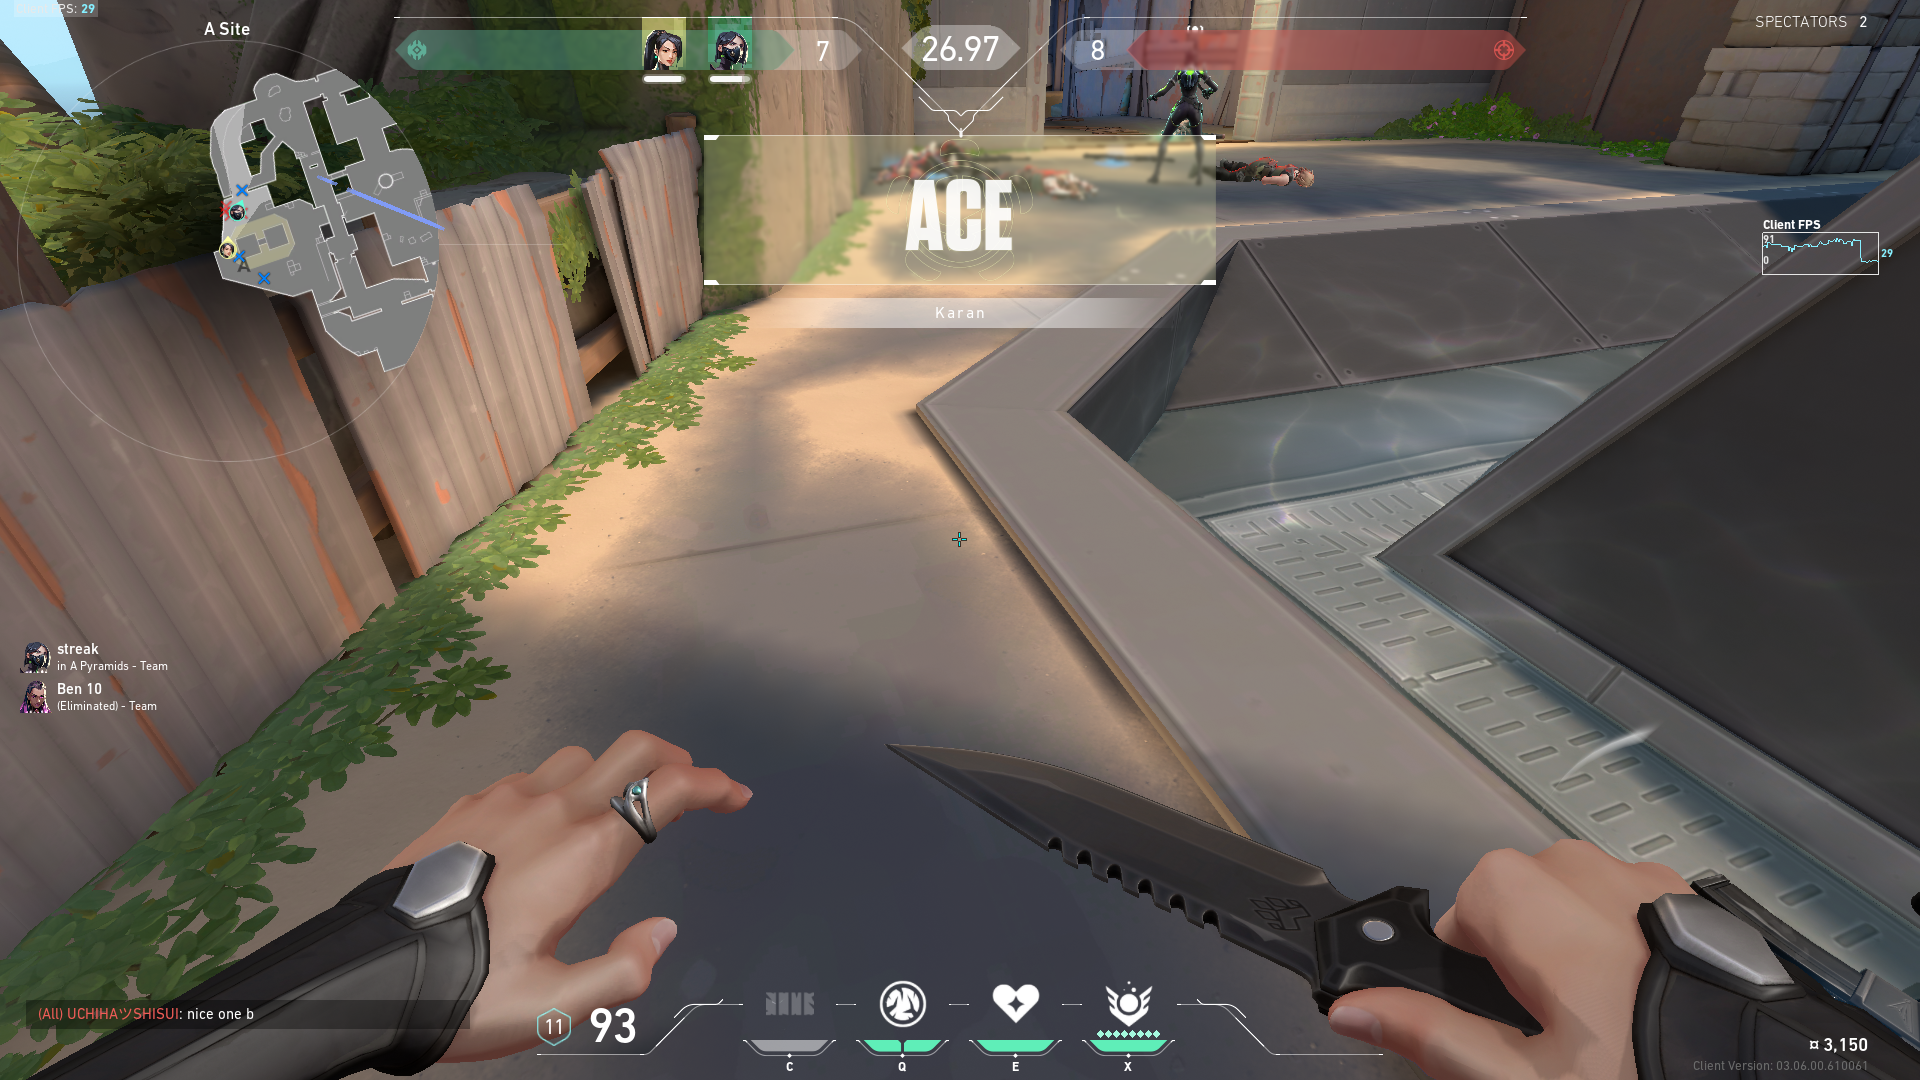 PS: 29
A Site
7
26.97
8
SPECTATORS 2
ACE
Karan
Client FPS
91
0
29
A
streak
in A Pyramids - Team
Ben 10
(Eliminated) - Team
(All) UCHIHAツSHISUI: nice one b
11
93
C
Q
E
X
¤ 3,150
Client Version: 03.06.00.610061